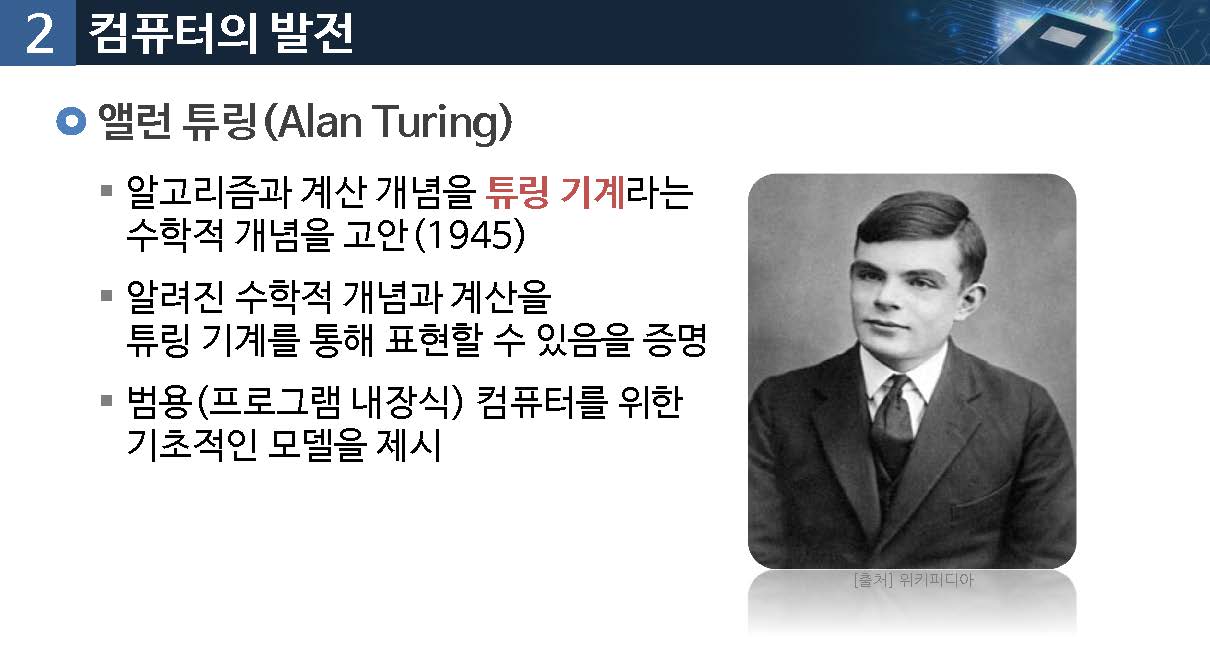 2 컴퓨터의 발전
앨런 튜링(Alan Turing)
알고리즘과 계산 개념을 튜링 기계라는
수학적 개념을 고안(1945)
알려진 수학적 개념과 계산을
튜링 기계를 통해 표현할 수 있음을 증명
범용(프로그램 내장식) 컴퓨터를 위한
기초적인 모델을 제시
[출처] 위키피디아